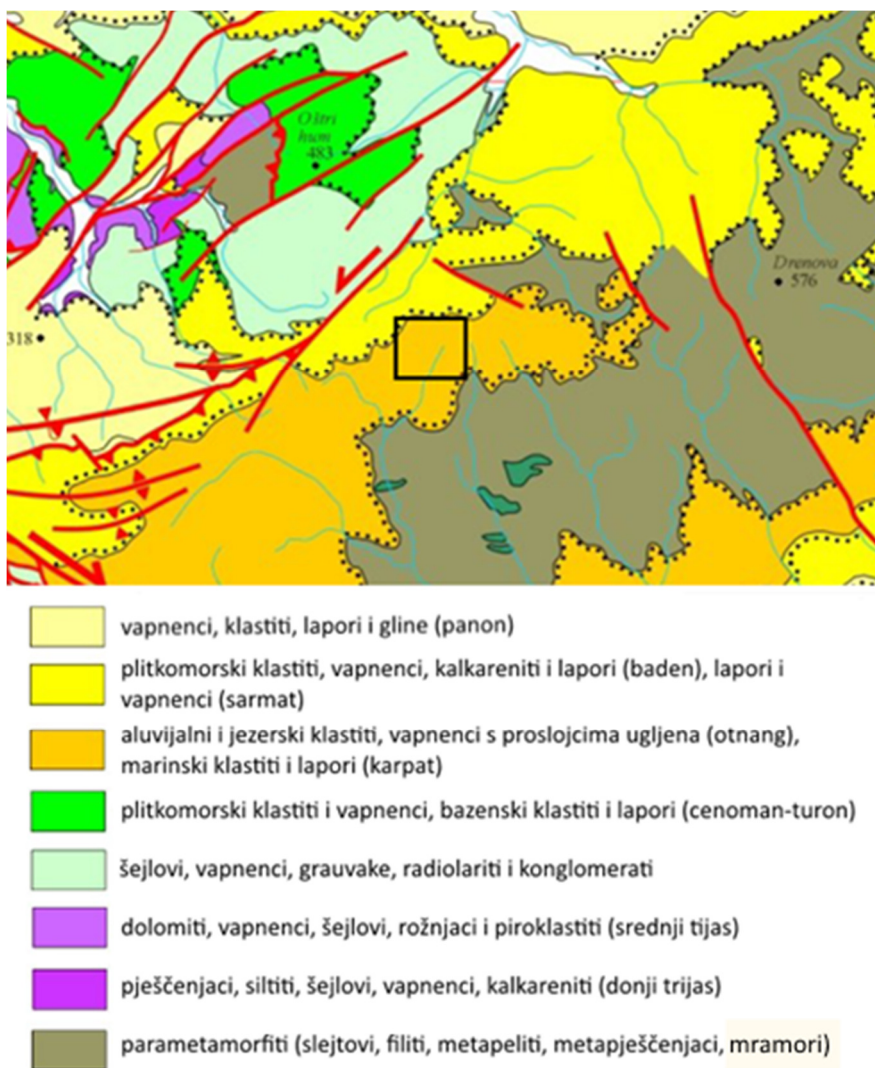 Oštri
hum
483
Drenova
576
318
vapnenci, klastiti, lapori i gline (panon)
plitkomorski klastiti, vapnenci, kalkareniti i lapori (baden), lapori i
vapnenci (sarmat)
aluvijalni i jezerski klastiti, vapnenci s proslojcima ugljena (otnang),
marinski klastiti i lapori (karpat)
plitkomorski klastiti i vapnenci, bazenski klastiti i lapori (cenoman-turon)
šejlovi, vapnenci, grauvake, radiolariti i konglomerati
dolomiti, vapnenci, šejlovi, rožnjaci i piroklastiti (srednji tijas)
pješčenjaci, siltiti, šejlovi, vapnenci, kalkareniti (donji trijas)
parametamorfiti (slejtovi, filiti, metapeliti, metapješčenjaci, mramori)